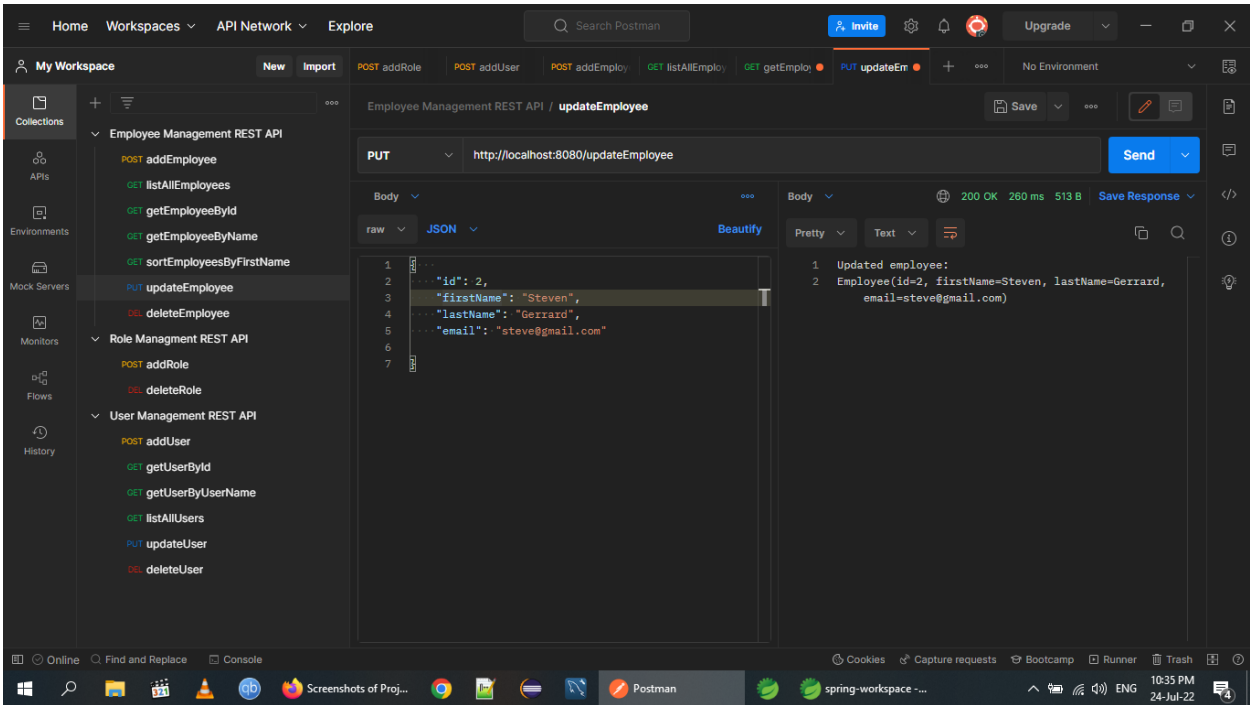 Home Workspaces API Network Explore Search Postman Invite Upgrade
My Workspace New Import POST addRole POST addUser POST addEmploy GET listAllEmploy GET getEmploy PUT updateEm No Environment
Collections
APIs
Environments
Mock Servers
Monitors
Flows
History
Employee Management REST API
POST addEmployee
GET listAllEmployees
GET getEmployeeById
GET getEmployeeByName
GET sortEmployeesByFirstName
PUT updateEmployee
DEL deleteEmployee
Role Managment REST API
POST addRole
DEL deleteRole
User Management REST API
POST addUser
GET getUserById
GET getUserByUserName
GET listAllUsers
PUT updateUser
DEL deleteUser
Employee Management REST API / updateEmployee Save
PUT http://localhost:8080/updateEmployee Send
Body
raw JSON Beautify
1 {
2 "id": 2,
3 "firstName": "Steven",
4 "lastName": "Gerrard",
5 "email": "steve@gmail.com"
6
7 }
Body 200 OK 260 ms 513 B Save Response
Pretty Text
1 Updated employee:
2 Employee(id=2, firstName=Steven, lastName=Gerrard,
email=steve@gmail.com)
Online Find and Replace Console Cookies Capture requests Bootcamp Runner Trash
321 qb Screenshots of Proj... Postman spring-workspace -... ENG 10:35 PM
24-Jul-22 4